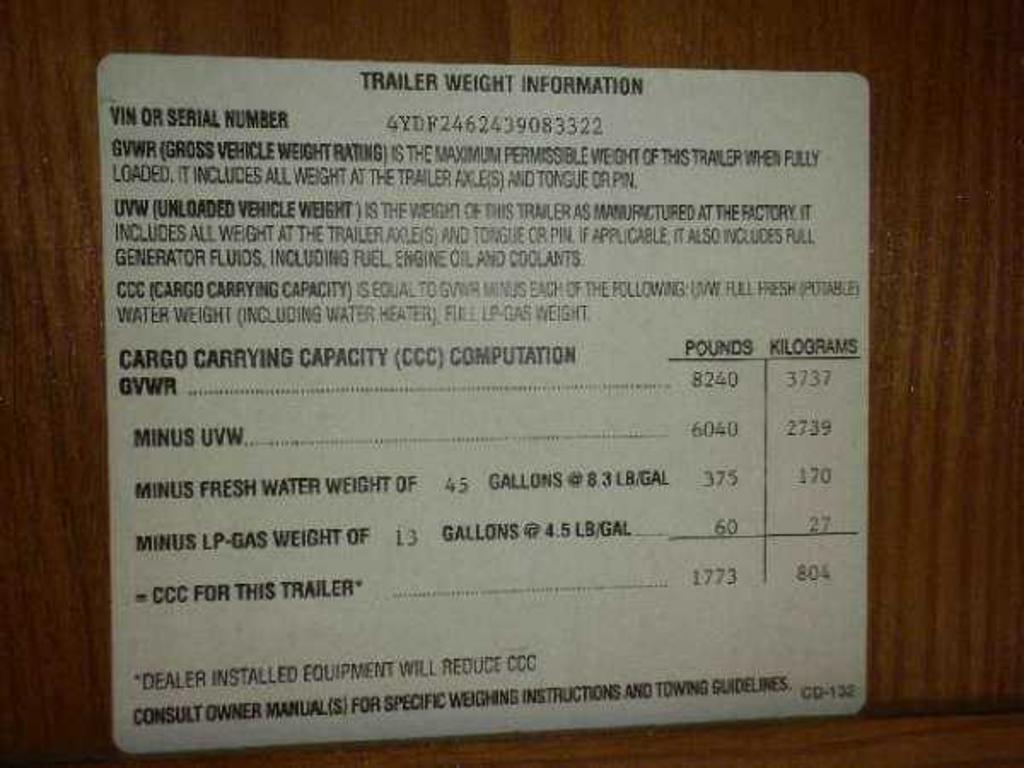 TRAILER WEIGHT INFORMATION
VIN OR SERIAL NUMBER 4YDF2462439083322
GVWR (GROSS VEHICLE WEIGHT RATING) IS THE MAXIMUM PERMISSIBLE WEIGHT OF THIS TRAILER WHEN FULLY
LOADED. IT INCLUDES ALL WEIGHT AT THE TRAILER AXLE(S) AND TONGUE OR PIN.
UVW (UNLOADED VEHICLE WEIGHT ) IS THE WEIGHT OF THIS TRAILER AS MANUFACTURED AT THE FACTORY. IT
INCLUDES ALL WEIGHT AT THE TRAILER AXLE(S) AND TONGUE OR PIN. IF APPLICABLE, IT ALSO INCLUDES FULL
GENERATOR FLUIDS, INCLUDING FUEL, ENGINE OIL AND COOLANTS.
CCC (CARGO CARRYING CAPACITY) IS EQUAL TO GVWR MINUS EACH OF THE FOLLOWING: UVW, FULL FRESH (POTABLE)
WATER WEIGHT (INCLUDING WATER HEATER), FULL LP-GAS WEIGHT.
CARGO CARRYING CAPACITY (CCC) COMPUTATION POUNDS KILOGRAMS
GVWR 8240 3737
MINUS UVW 6040 2739
MINUS FRESH WATER WEIGHT OF 45 GALLONS @ 8.3 LB/GAL 375 170
MINUS LP-GAS WEIGHT OF 13 GALLONS @ 4.5 LB/GAL 60 27
= CCC FOR THIS TRAILER* 1773 804
*DEALER INSTALLED EQUIPMENT WILL REDUCE CCC
CONSULT OWNER MANUAL(S) FOR SPECIFIC WEIGHING INSTRUCTIONS AND TOWING GUIDELINES. CD-132